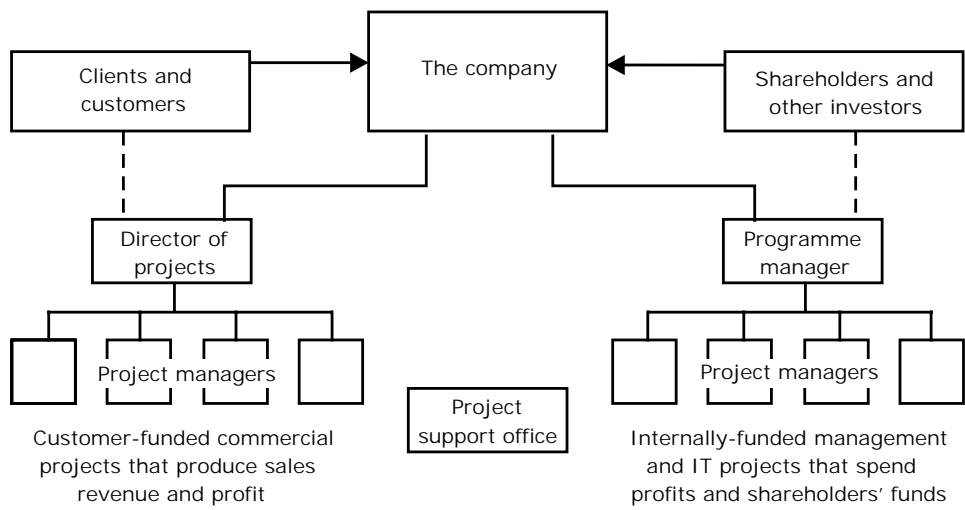 Clients and
customers
The company
Shareholders and
other investors
Director of
projects
Programme
manager
Project managers
Project managers
Project
support office
Customer-funded commercial
projects that produce sales
revenue and profit
Internally-funded management
and IT projects that spend
profits and shareholders’ funds